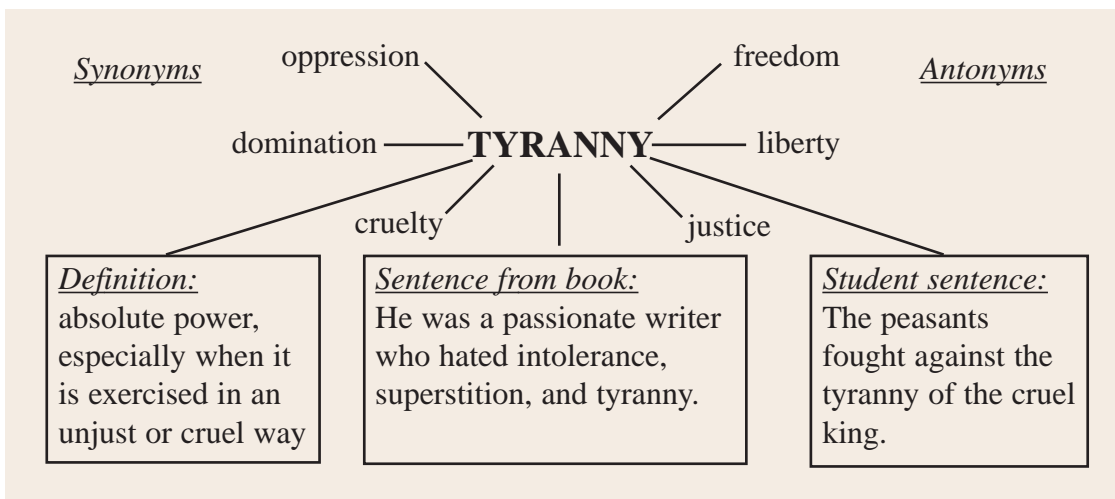 Synonyms
oppression
freedom
Antonyms
domination
TYRANNY
liberty
cruelty
justice
Definition:
absolute power,
especially when it
is exercised in an
unjust or cruel way
Sentence from book:
He was a passionate writer
who hated intolerance,
superstition, and tyranny.
Student sentence:
The peasants
fought against the
tyranny of the cruel
king.